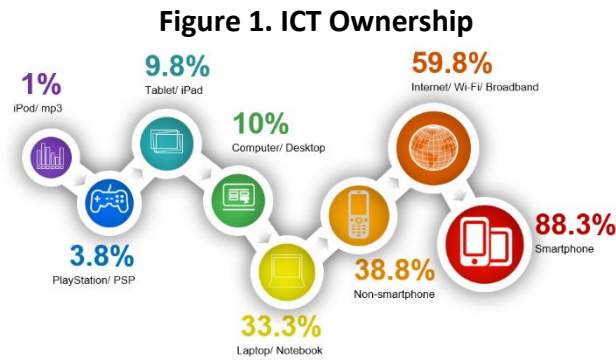 Figure 1. ICT Ownership
1%
iPod/ mp3
3.8%
PlayStation/ PSP
9.8%
Tablet/ iPad
10%
Computer/ Desktop
33.3%
Laptop/ Notebook
38.8%
Non-smartphone
59.8%
Internet/ Wi-Fi/ Broadband
88.3%
Smartphone